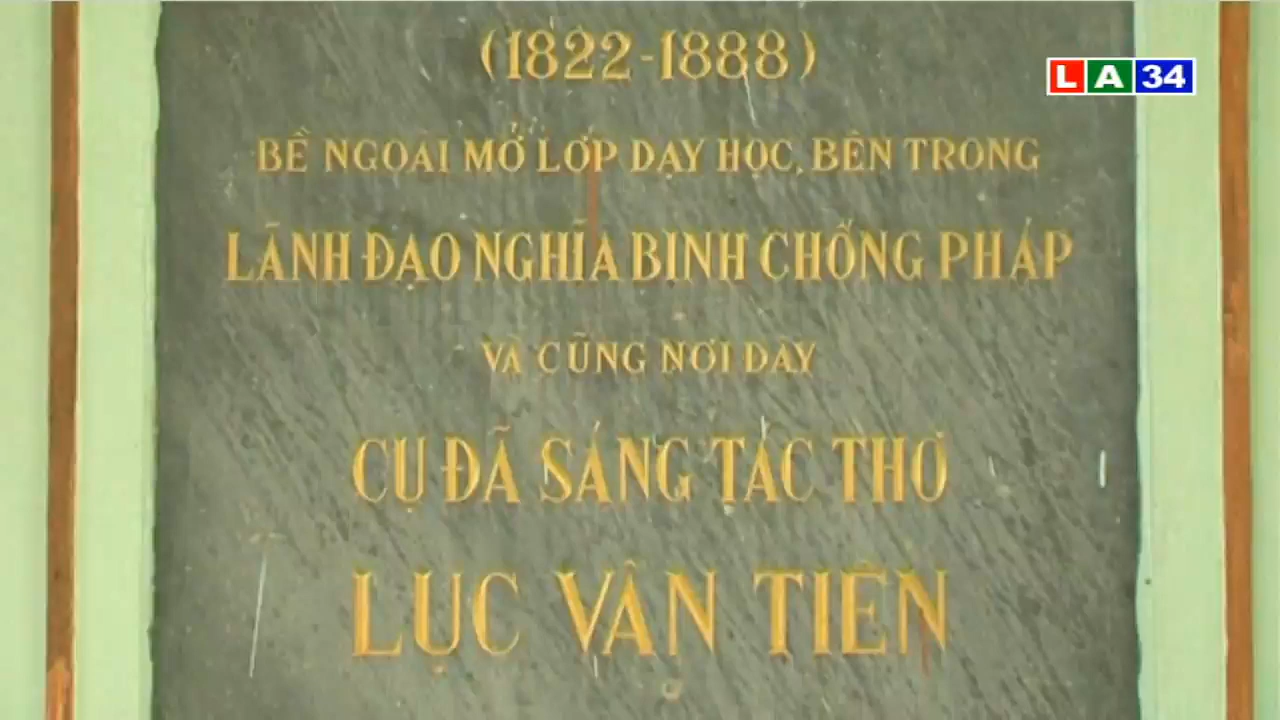 (1822-1888)
LA34
BỀ NGOÀI MỞ LỚP DẠY HỌC, BÊN TRONG
LÃNH ĐẠO NGHĨA BINH CHỐNG PHÁP
VÀ CŨNG NƠI ĐÂY
CỤ ĐÃ SÁNG TÁC THƠ
LỤC VÂN TIÊN